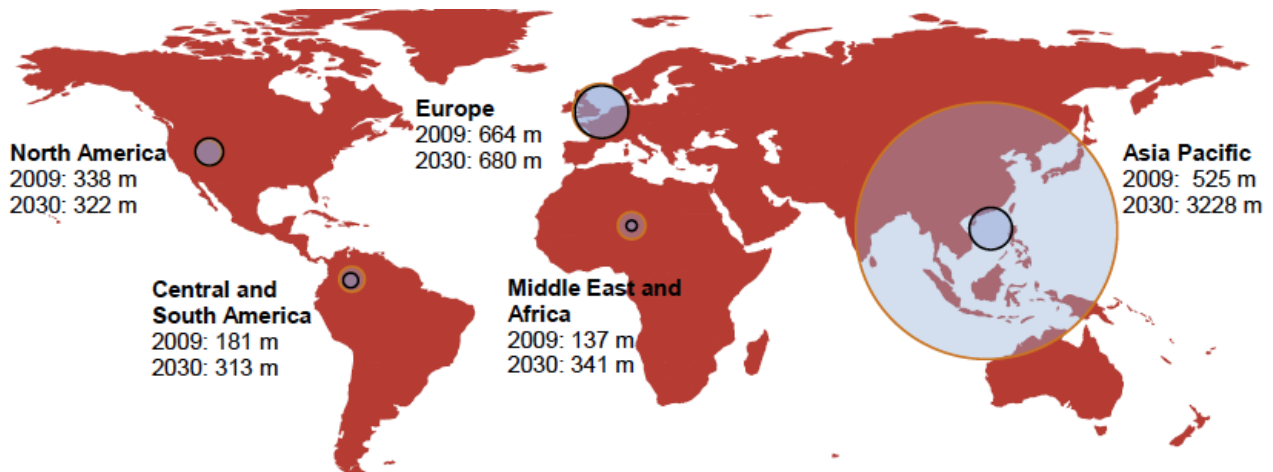 North America
2009: 338 m
2030: 322 m
Central and
South America
2009: 181 m
2030: 313 m
Europe
2009: 664 m
2030: 680 m
Middle East and
Africa
2009: 137 m
2030: 341 m
Asia Pacific
2009: 525 m
2030: 3228 m